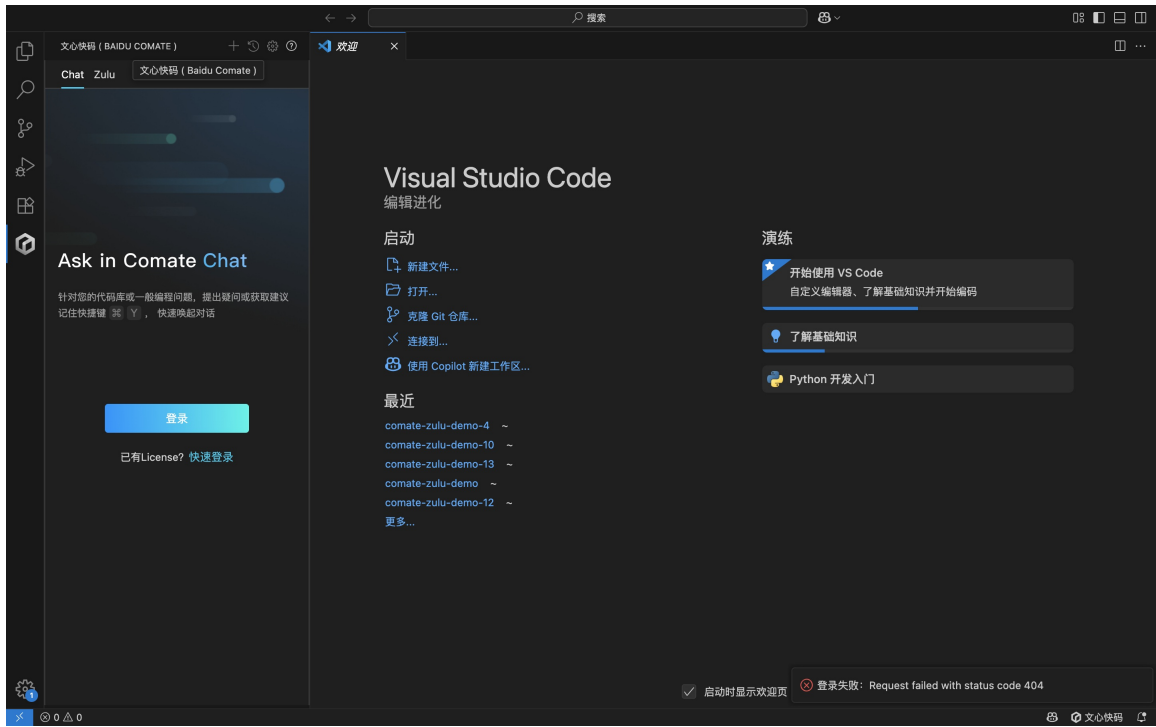 搜索
文心快码 ( BAIDU COMATE )
欢迎
Chat Zulu
文心快码 ( Baidu Comate )
Ask in Comate Chat
针对您的代码库或一般编程问题，提出疑问或获取建议
记住快捷键 ⌘ Y ， 快速唤起对话
登录
已有License? 快速登录
Visual Studio Code
编辑进化
启动
新建文件...
打开...
克隆 Git 仓库...
连接到...
使用 Copilot 新建工作区...
最近
comate-zulu-demo-4 ~
comate-zulu-demo-10 ~
comate-zulu-demo-13 ~
comate-zulu-demo ~
comate-zulu-demo-12 ~
更多...
演练
开始使用 VS Code
自定义编辑器、了解基础知识并开始编码
了解基础知识
Python 开发入门
启动时显示欢迎页
登录失败：Request failed with status code 404
1
0 0
文心快码